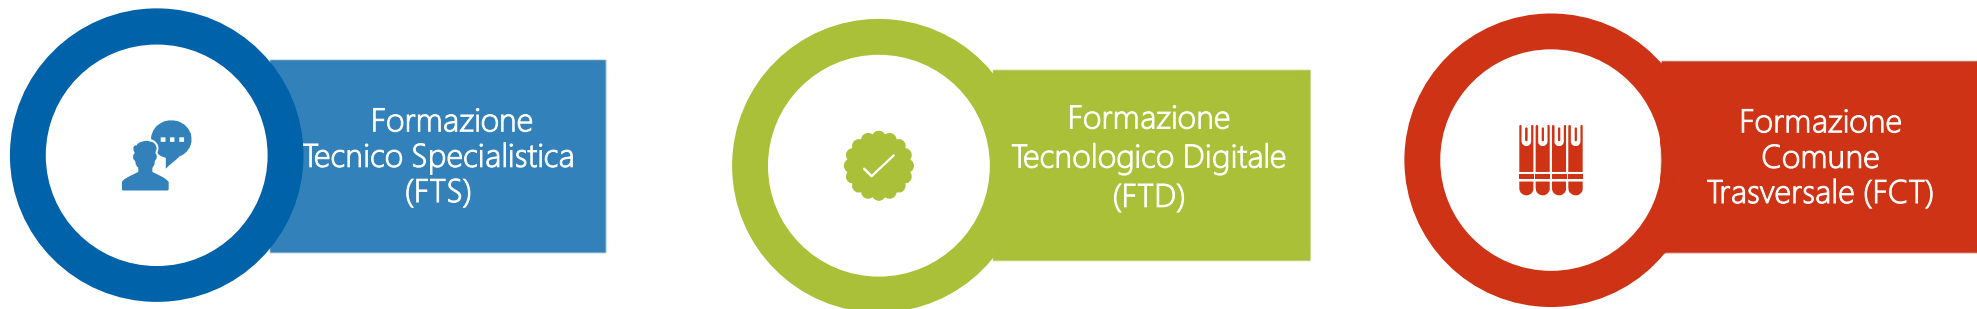 Formazione
Tecnico Specialistica
(FTS)
Formazione
Tecnologico Digitale
(FTD)
Formazione
Comune
Trasversale (FCT)